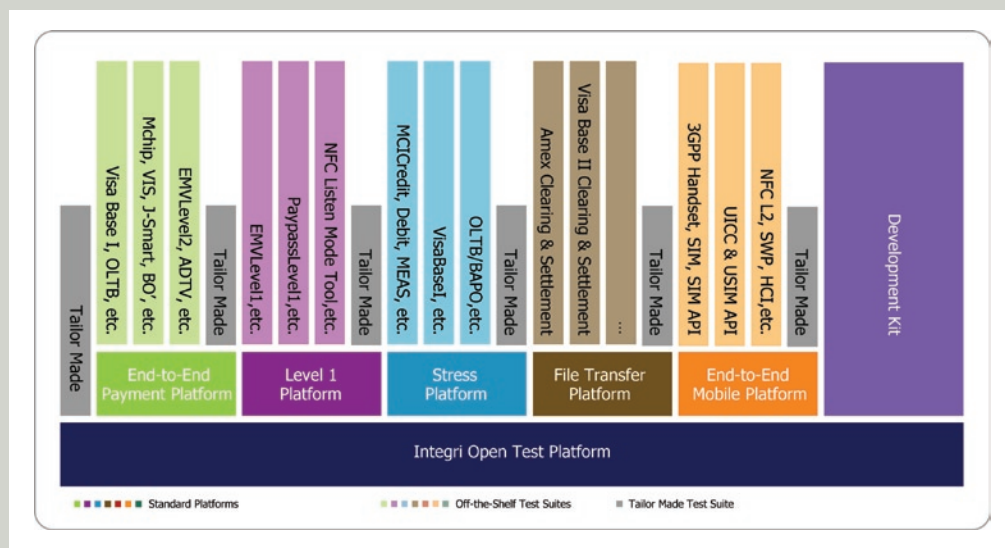 Tailor Made
Visa Base I, OLTB, etc.
Mchip, VIS, J-Smart, BO', etc.
EMVLevel2, ADTV, etc.
Tailor Made
EMVLevel1,etc.
PaypassLevel1,etc.
NFC Listen Mode Tool,etc.
Tailor Made
MCICredit, Debit, MEAS, etc.
VisaBaseI, etc.
OLTB/BAPO,etc.
Tailor Made
Amex Clearing & Settlement
Visa Base II Clearing & Settlement
...
Tailor Made
3GPP Handset, SIM, SIM API
UICC & USIM API
NFC L2, SWP, HCI,etc.
Tailor Made
Development Kit
End-to-End
Payment Platform
Level 1
Platform
Stress
Platform
File Transfer
Platform
End-to-End
Mobile Platform
Integri Open Test Platform
Standard Platforms
Off-the-Shelf Test Suites
Tailor Made Test Suite